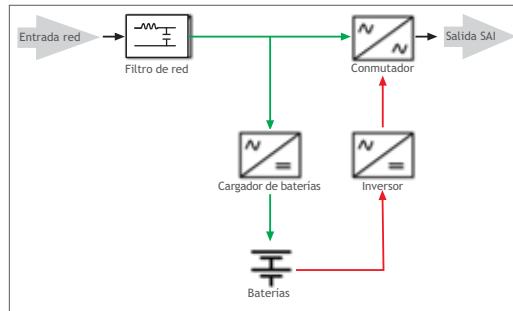 Entrada red
Filtro de red
Conmutador
Salida SAI
Cargador de baterías
Inversor
Baterías